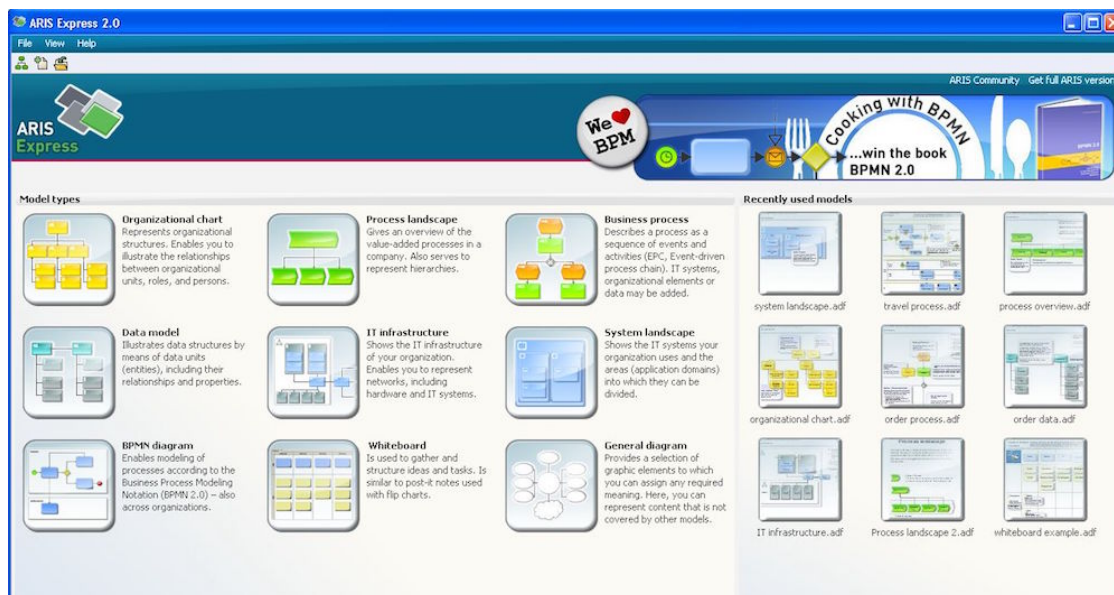 ARIS Express 2.0
File View Help
ARIS Community Get full ARIS version
ARIS
Express
We
BPM
Cooking with BPMN
...win the book
BPMN 2.0
BPMN 2.0
Model types
Organizational chart
Represents organizational
structures. Enables you to
illustrate the relationships
between organizational
units, roles, and persons.
Process landscape
Gives an overview of the
value-added processes in a
company. Also serves to
represent hierarchies.
Business process
Describes a process as a
sequence of events and
activities (EPC, Event-driven
process chain). IT systems,
organizational elements or
data may be added.
Data model
Illustrates data structures by
means of data units
(entities), including their
relationships and properties.
IT infrastructure
Shows the IT infrastructure
of your organization.
Enables you to represent
networks, including
hardware and IT systems.
System landscape
Shows the IT systems your
organization uses and the
areas (application domains)
into which they can be
divided.
BPMN diagram
Enables modeling of
processes according to the
Business Process Modeling
Notation (BPMN 2.0) – also
across organizations.
Whiteboard
Is used to gather and
structure ideas and tasks. Is
similar to post-it notes used
with flip charts.
General diagram
Provides a selection of
graphic elements to which
you can assign any required
meaning. Here, you can
represent content that is not
covered by other models.
Recently used models
system landscape.adf
travel process.adf
process overview.adf
organizational chart.adf
order process.adf
order data.adf
IT infrastructure.adf
Process landscape 2.adf
whiteboard example.adf